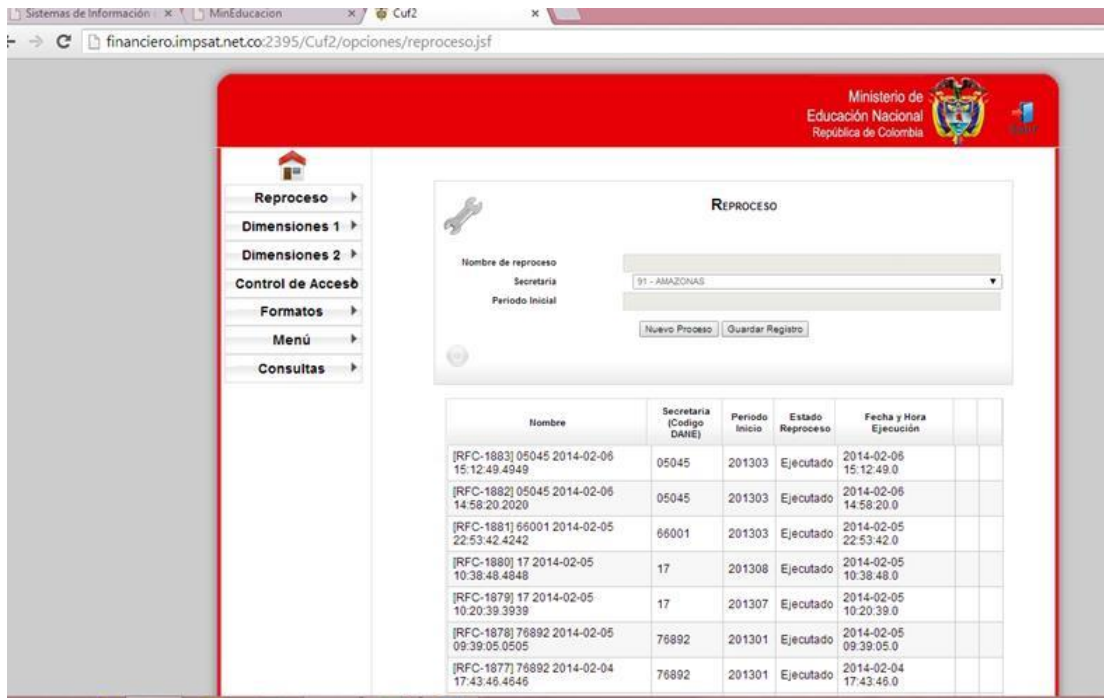 Sistemas de Información
MinEducacion
Cuf2
financiero.impsat.net.co:2395/Cuf2/opciones/reproceso.jsf
Ministerio de
Educación Nacional
República de Colombia
Reproceso
Dimensiones 1
Dimensiones 2
Control de Acceso
Formatos
Menú
Consultas
REPROCESO
Nombre de reproceso
Secretaria
91 - AMAZONAS
Periodo Inicial
Nuevo Proceso
Guardar Registro
Nombre
Secretaria (Codigo DANE)
Periodo Inicio
Estado Reproceso
Fecha y Hora Ejecución
[RFC-1883] 05045 2014-02-06 15:12:49.4949 05045 201303 Ejecutado 2014-02-06 15:12:49.0
[RFC-1882] 05045 2014-02-06 14:58:20.2020 05045 201303 Ejecutado 2014-02-06 14:58:20.0
[RFC-1881] 66001 2014-02-05 22:53:42.4242 66001 201303 Ejecutado 2014-02-05 22:53:42.0
[RFC-1880] 17 2014-02-05 10:38:48.4848 17 201308 Ejecutado 2014-02-05 10:38:48.0
[RFC-1879] 17 2014-02-05 10:20:39.3939 17 201307 Ejecutado 2014-02-05 10:20:39.0
[RFC-1878] 76892 2014-02-05 09:39:05.0505 76892 201301 Ejecutado 2014-02-05 09:39:05.0
[RFC-1877] 76892 2014-02-04 17:43:46.4646 76892 201301 Ejecutado 2014-02-04 17:43:46.0